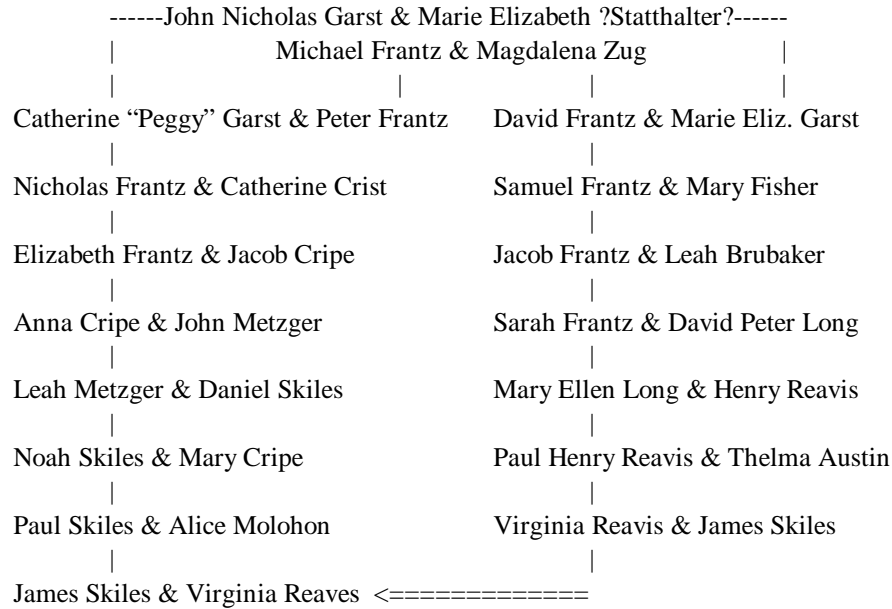 ------John Nicholas Garst & Marie Elizabeth ?Statthalter?------
| Michael Frantz & Magdalena Zug |
| | | |
Catherine “Peggy” Garst & Peter Frantz David Frantz & Marie Eliz. Garst
| |
Nicholas Frantz & Catherine Crist Samuel Frantz & Mary Fisher
| |
Elizabeth Frantz & Jacob Cripe Jacob Frantz & Leah Brubaker
| |
Anna Cripe & John Metzger Sarah Frantz & David Peter Long
| |
Leah Metzger & Daniel Skiles Mary Ellen Long & Henry Reavis
| |
Noah Skiles & Mary Cripe Paul Henry Reavis & Thelma Austin
| |
Paul Skiles & Alice Molohon Virginia Reavis & James Skiles
| |
James Skiles & Virginia Reaves <=============